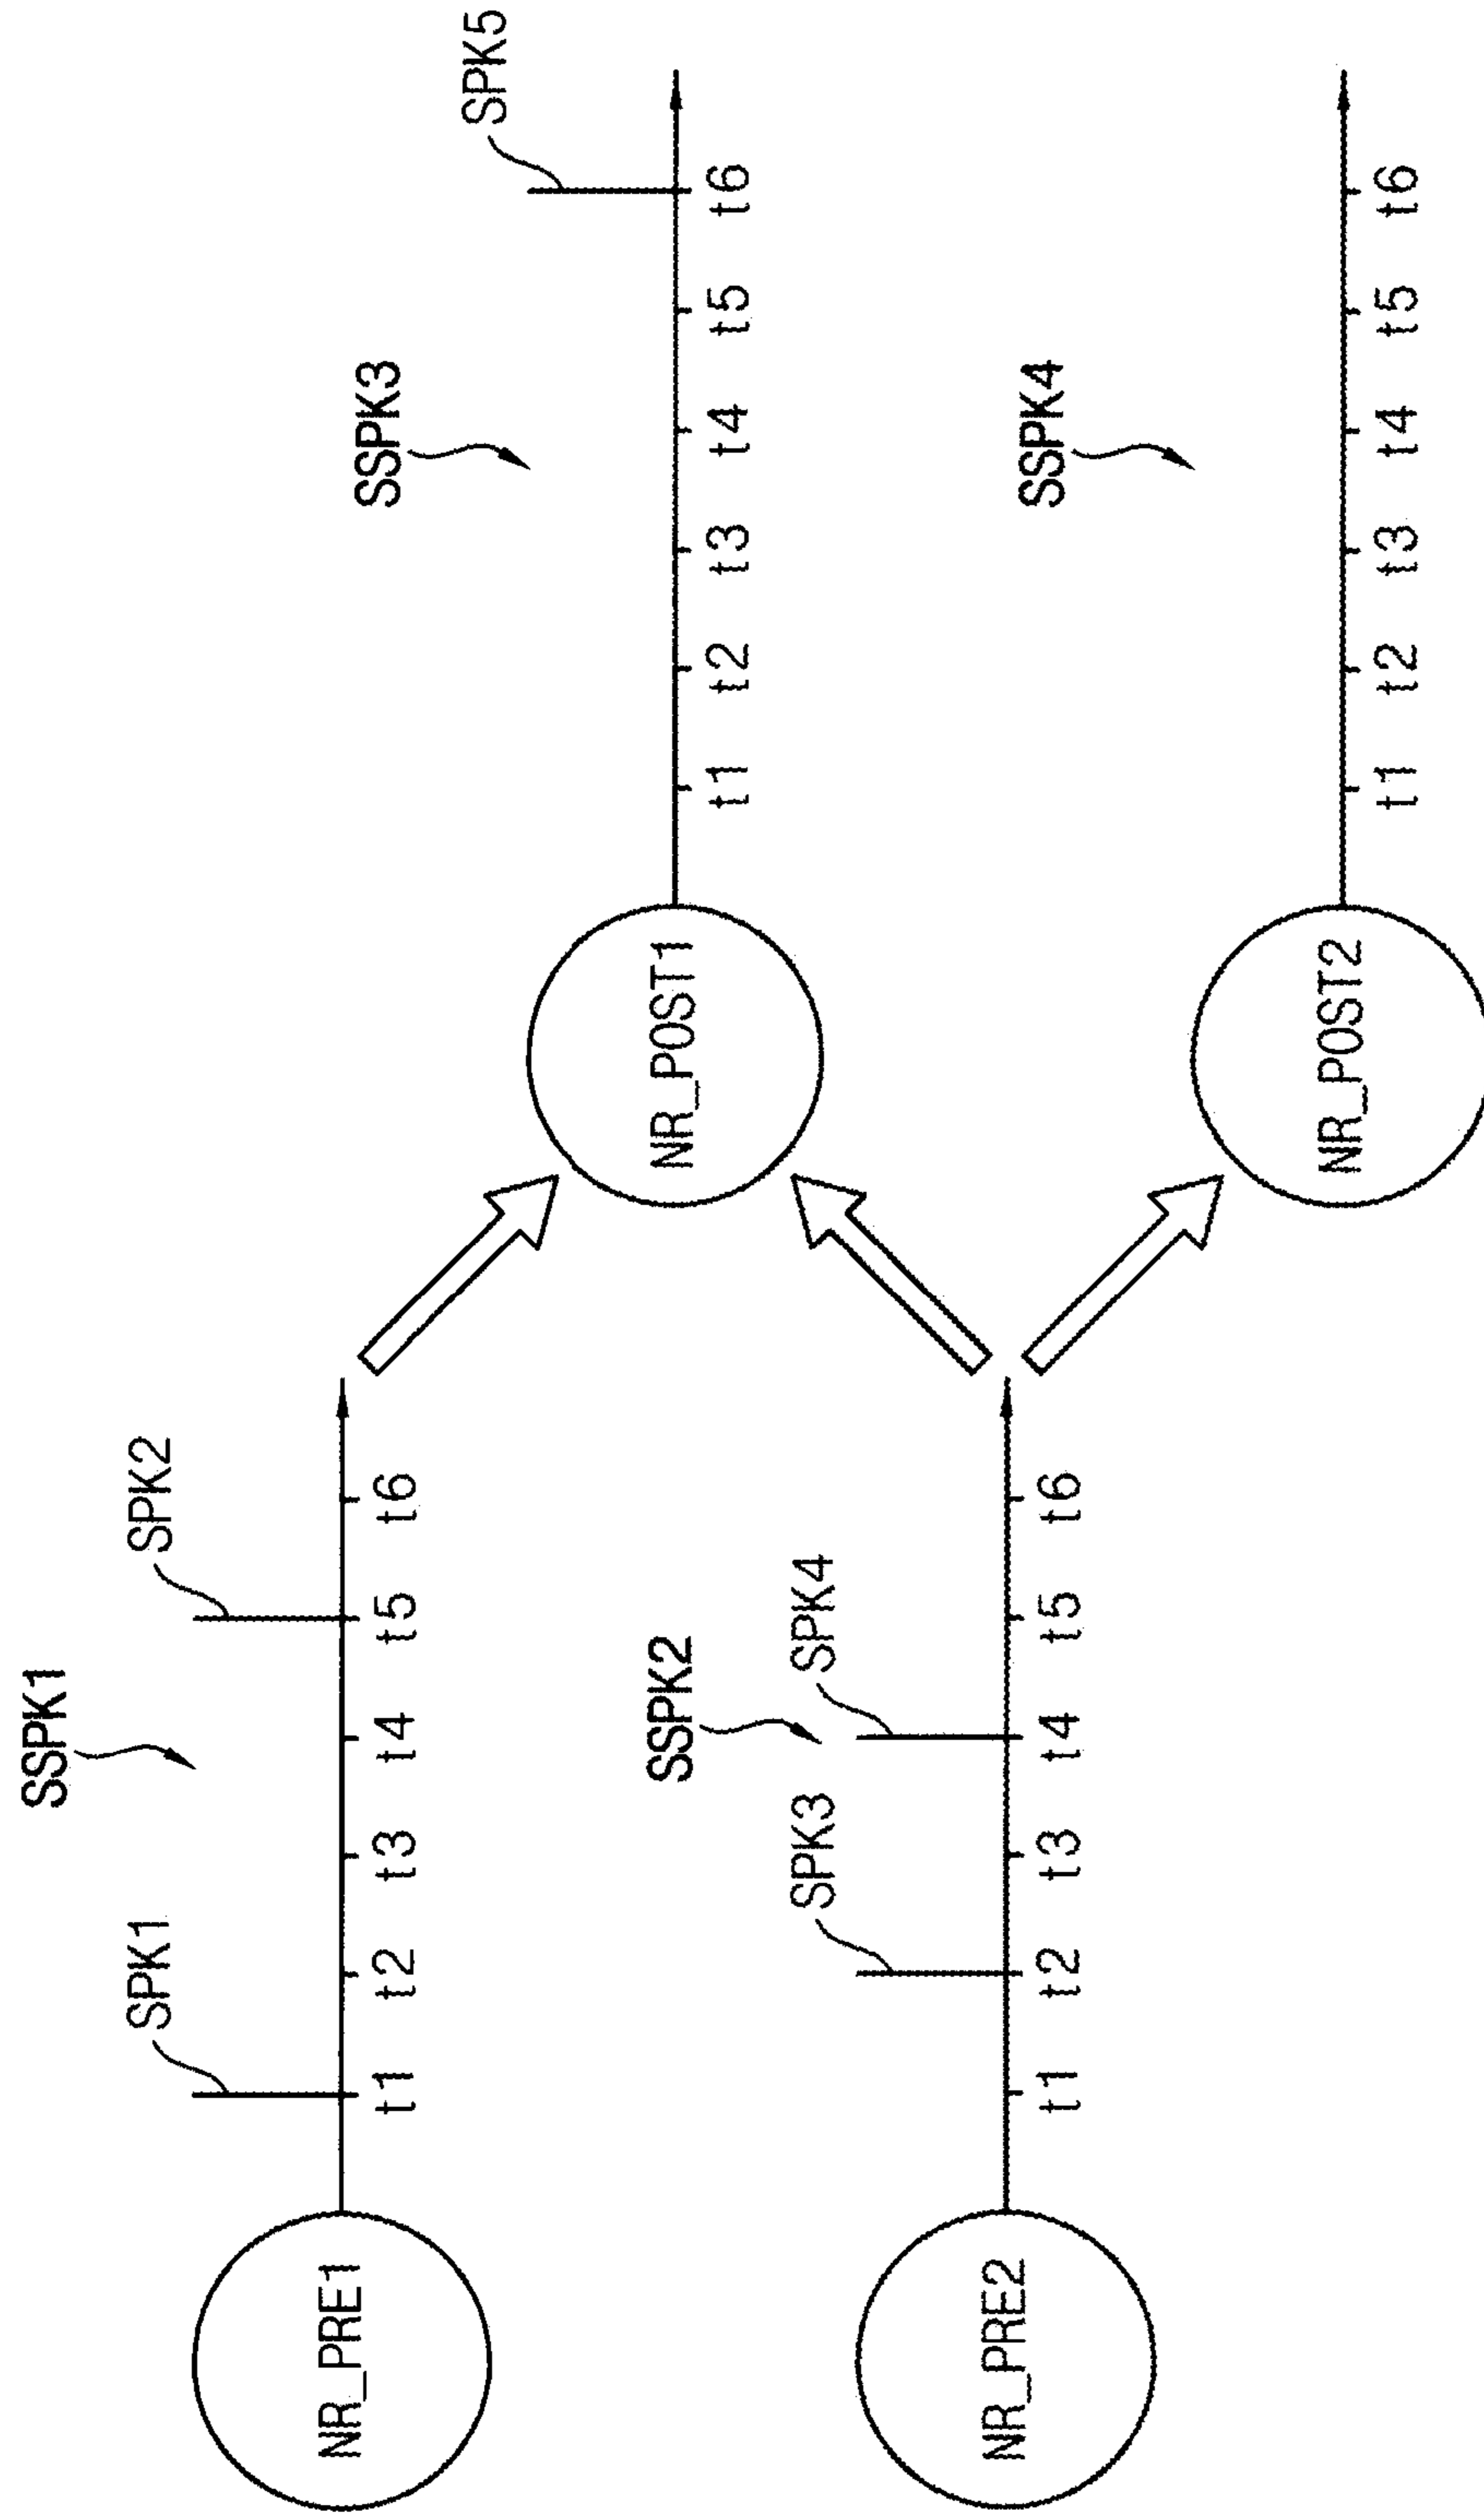 SSPK1
SPK1
SPK2
NR_PRE1
t1 t2 t3 t4 t5 t6
SSPK3
SPK5
NR_POST1
t1 t2 t3 t4 t5 t6
SSPK2
SPK3
SPK4
NR_PRE2
t1 t2 t3 t4 t5 t6
SSPK4
NR_POST2
t1 t2 t3 t4 t5 t6